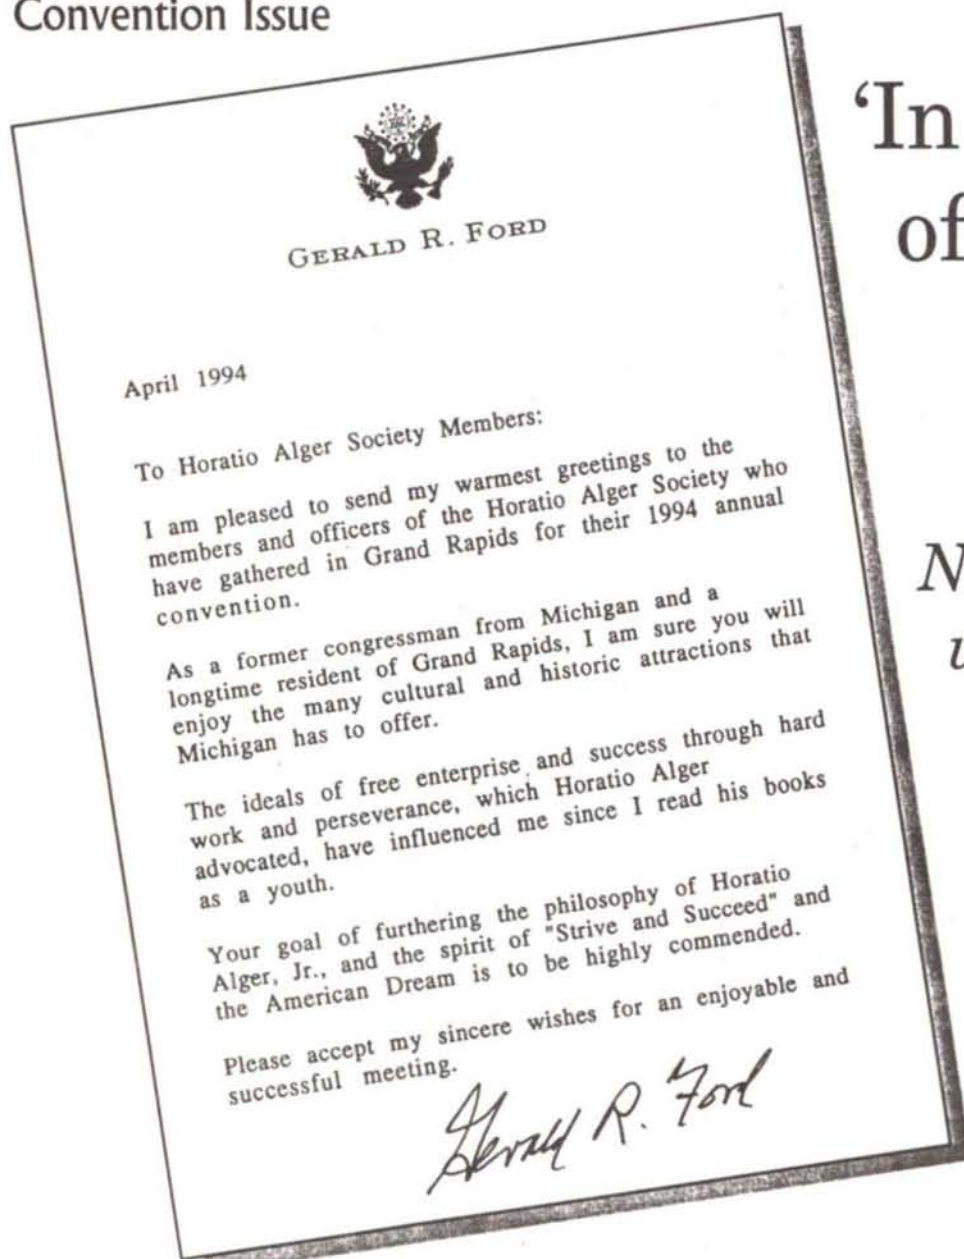 Convention Issue
'In
of
GERALD R. FORD
April 1994
To Horatio Alger Society Members:
I am pleased to send my warmest greetings to the
members and officers of the Horatio Alger Society who
have gathered in Grand Rapids for their 1994 annual
convention.
As a former congressman from Michigan and a
longtime resident of Grand Rapids, I am sure you will
enjoy the many cultural and historic attractions that
Michigan has to offer.
The ideals of free enterprise and success through hard
work and perseverance, which Horatio Alger
advocated, have influenced me since I read his books
as a youth.
Your goal of furthering the philosophy of Horatio
Alger, Jr., and the spirit of "Strive and Succeed" and
the American Dream is to be highly commended.
Please accept my sincere wishes for an enjoyable and
successful meeting.
Gerald R. Ford